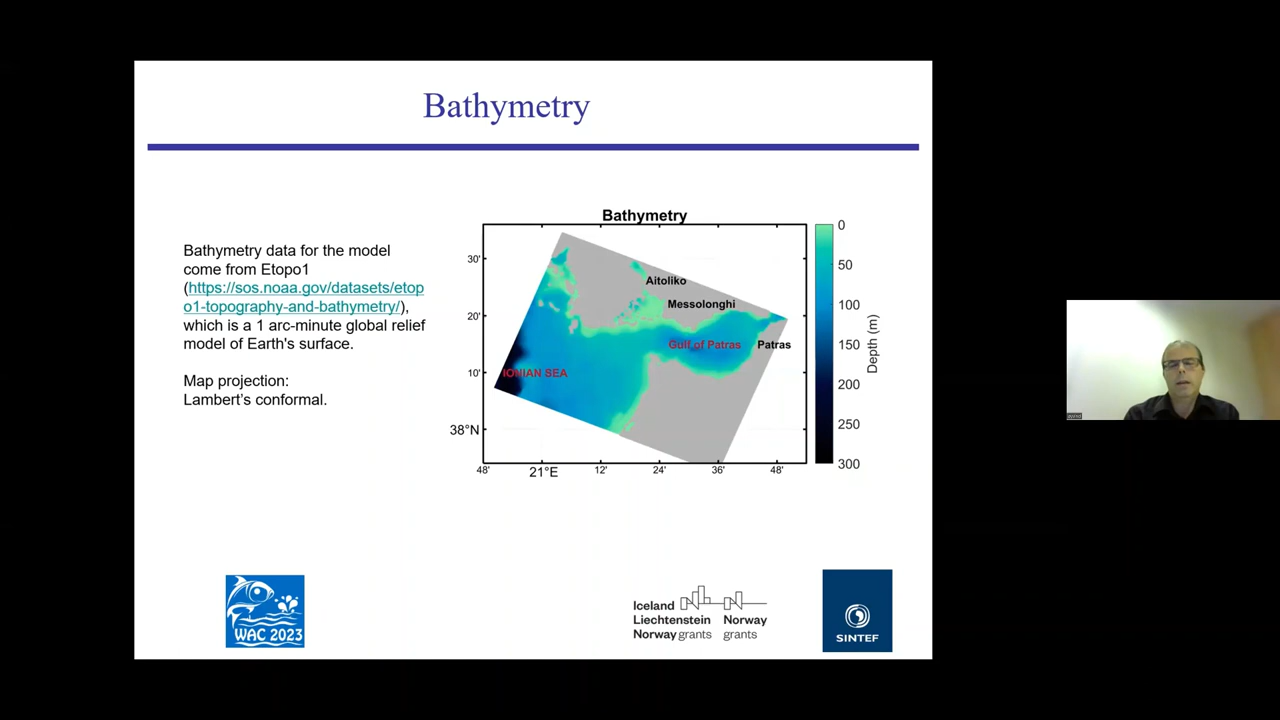 Bathymetry
Bathymetry data for the model
come from Etopo1
(https://sos.noaa.gov/datasets/etop
o1-topography-and-bathymetry/),
which is a 1 arc-minute global relief
model of Earth's surface.
Map projection:
Lambert's conformal.
Bathymetry
30'
20'
10'
38°N
48'
21°E
12'
24'
36'
48'
Aitoliko
Messolonghi
Gulf of Patras
Patras
IONIAN SEA
0
50
100
150
200
250
300
Depth (m)
WAC 2023
Iceland
Liechtenstein
Norway grants
Norway
grants
SINTEF